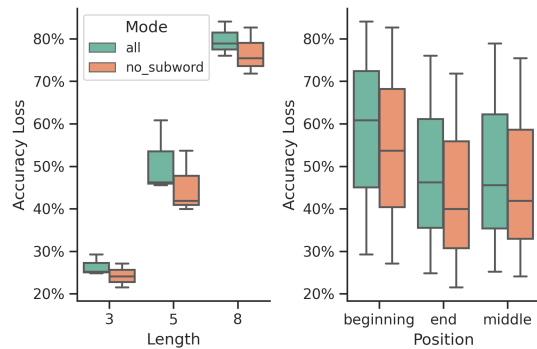 Mode
all
no_subword
Accuracy Loss
80%
70%
60%
50%
40%
30%
20%
3 5 8
Length
Accuracy Loss
80%
70%
60%
50%
40%
30%
20%
beginning end middle
Position